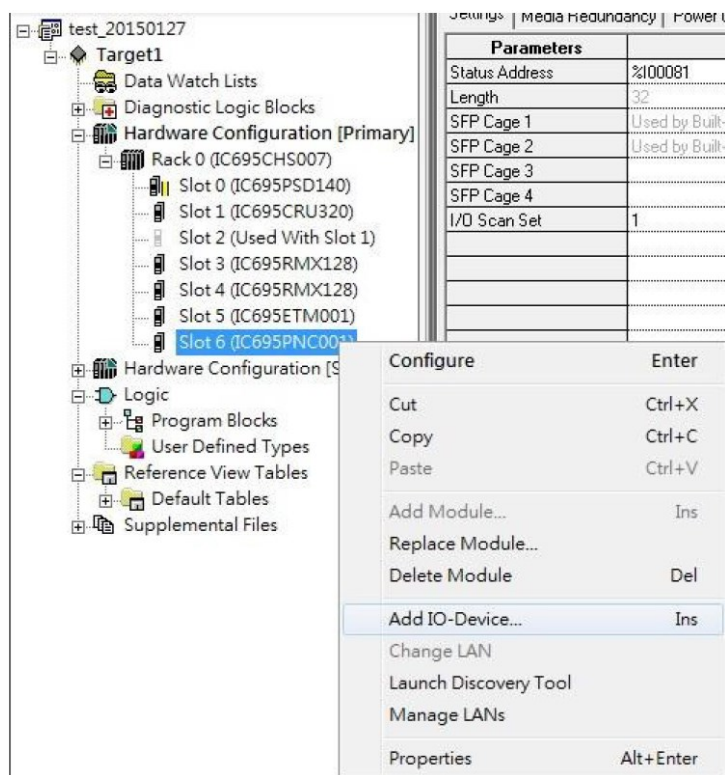 test_20150127
Target1
Data Watch Lists
Diagnostic Logic Blocks
Hardware Configuration [Primary]
Rack 0 (IC695CHS007)
Slot 0 (IC695PSD140)
Slot 1 (IC695CRU320)
Slot 2 (Used With Slot 1)
Slot 3 (IC695RMX128)
Slot 4 (IC695RMX128)
Slot 5 (IC695ETM001)
Slot 6 (IC695PNC001)
Hardware Configuration [S
Logic
Program Blocks
User Defined Types
Reference View Tables
Default Tables
Supplemental Files
Settings Media Redundancy Power
Parameters
Status Address %I00081
Length 32
SFP Cage 1 Used by Built-
SFP Cage 2 Used by Built-
SFP Cage 3
SFP Cage 4
I/O Scan Set 1
Configure Enter
Cut Ctrl+X
Copy Ctrl+C
Paste Ctrl+V
Add Module... Ins
Replace Module...
Delete Module Del
Add IO-Device... Ins
Change LAN
Launch Discovery Tool
Manage LANs
Properties Alt+Enter